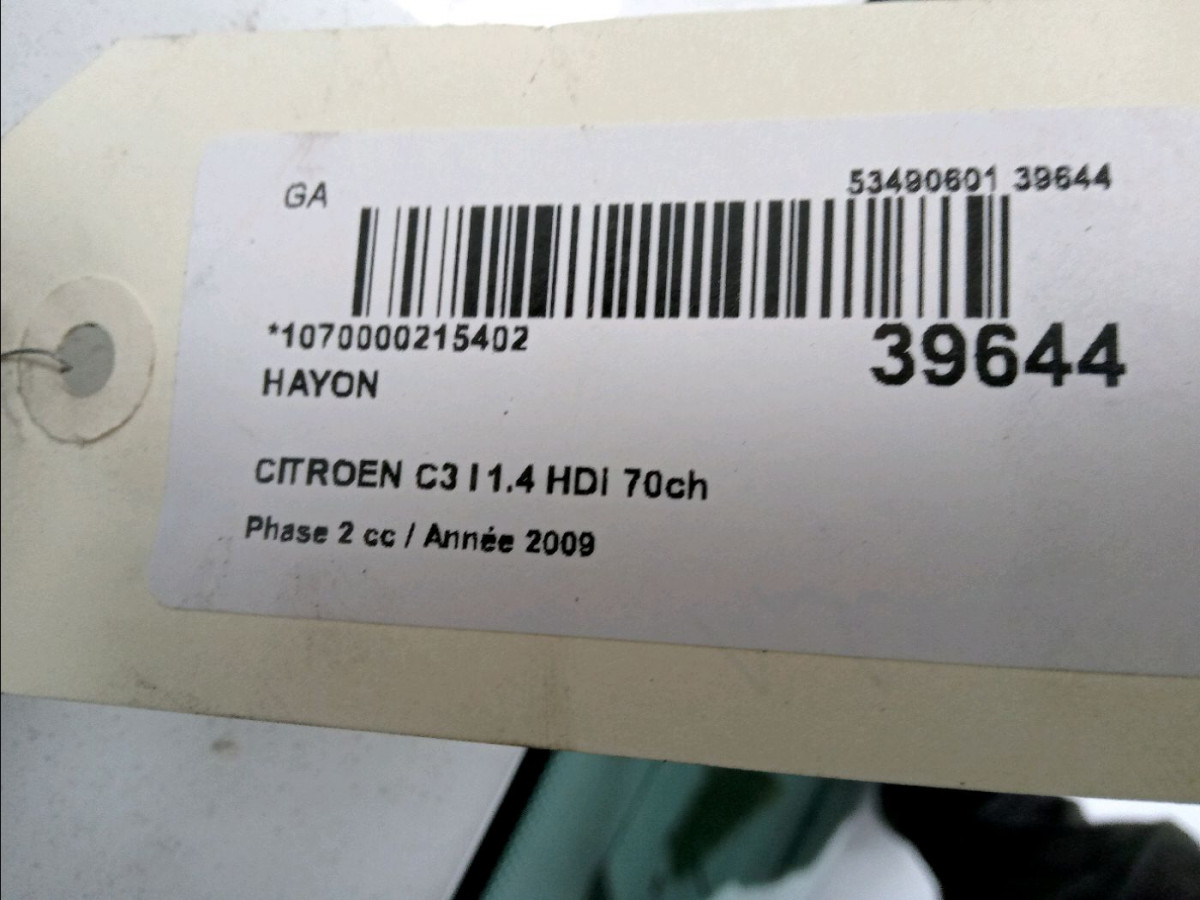 GA
53490601 39644
*1070000215402
39644
HAYON
CITROEN C3 I 1.4 HDi 70ch
Phase 2 cc / Année 2009